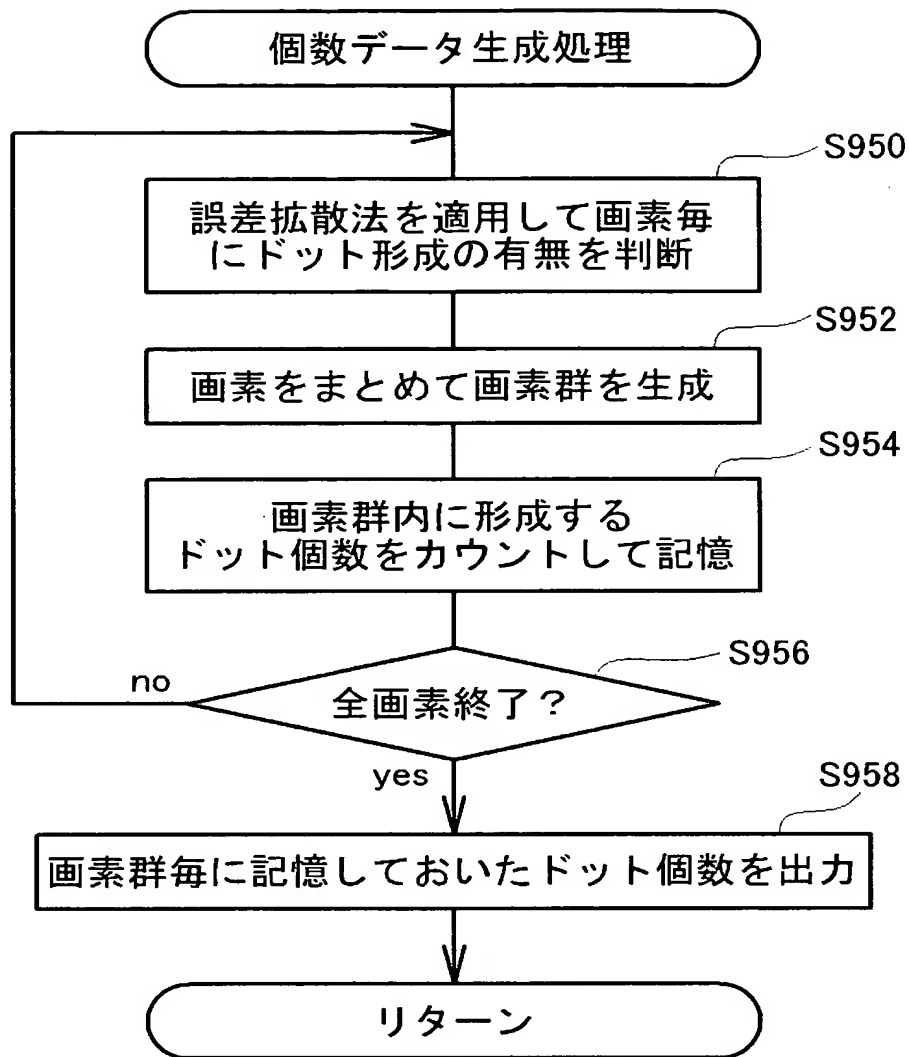 個数データ生成処理
S950
誤差拡散法を適用して画素毎
にドット形成の有無を判断
S952
画素をまとめて画素群を生成
S954
画素群内に形成する
ドット個数をカウントして記憶
S956
no
全画素終了?
yes
S958
画素群毎に記憶しておいたドット個数を出力
リターン